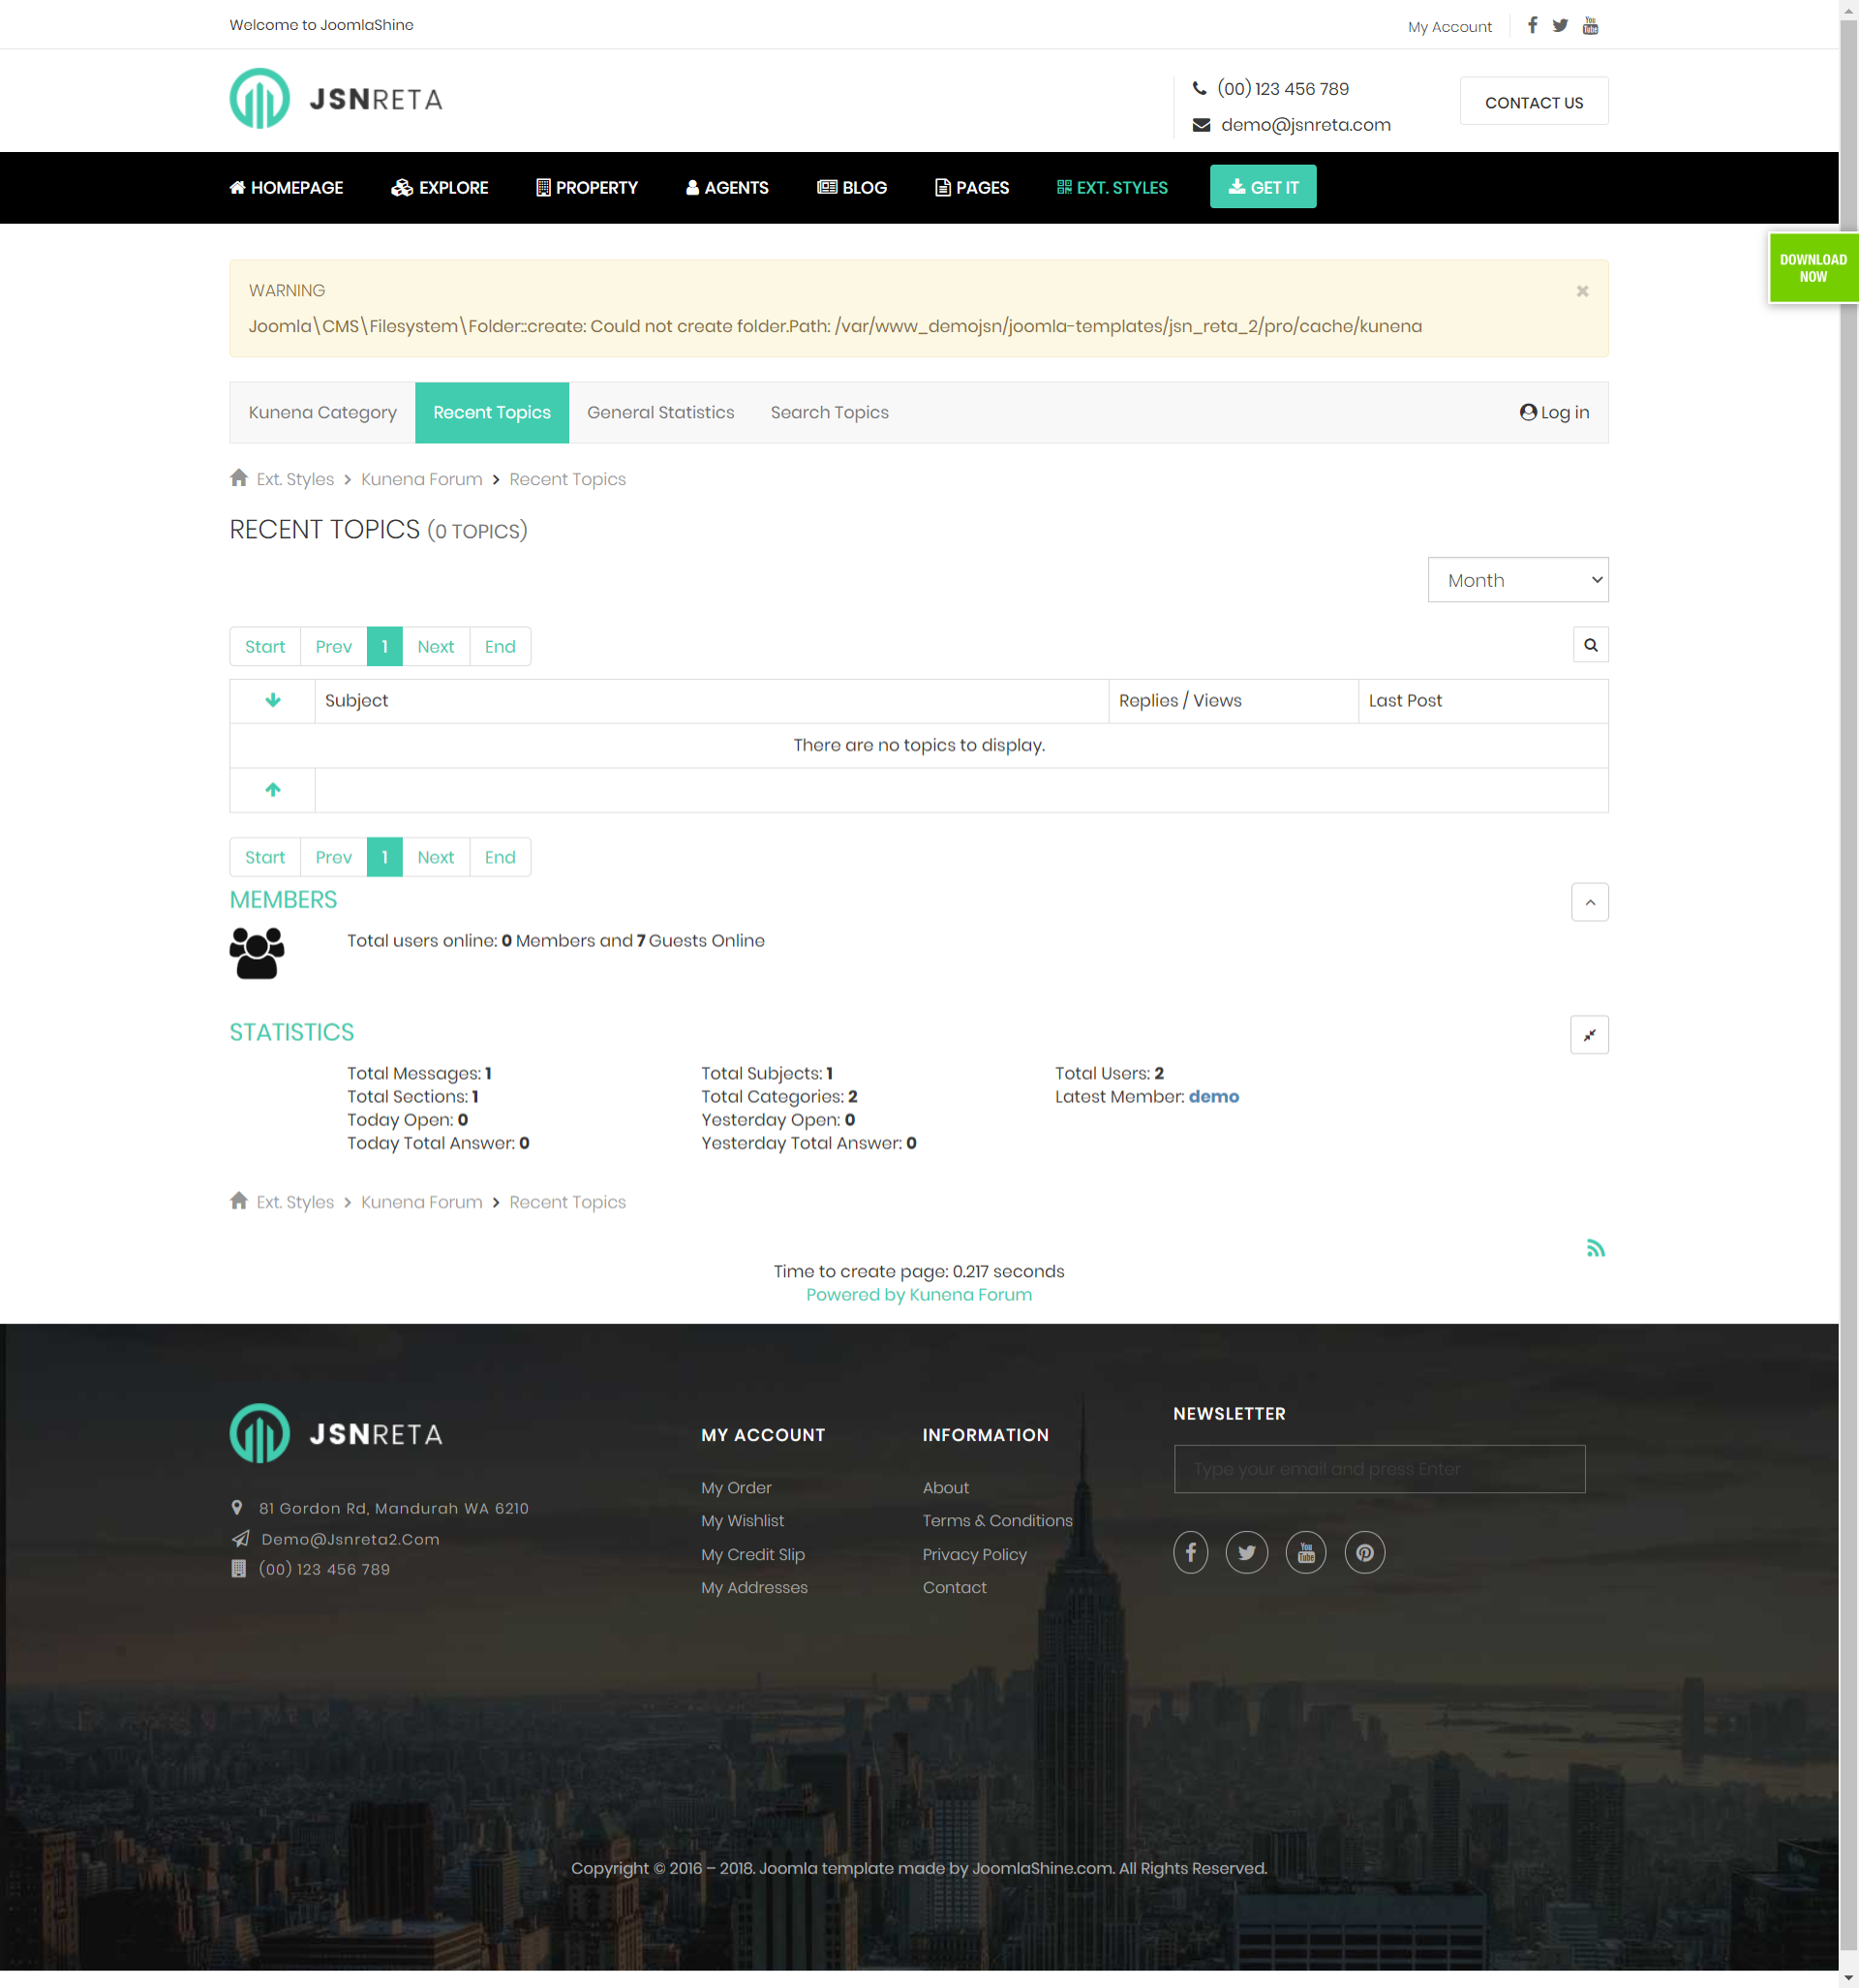 Welcome to JoomlaShine
My Account
JSNRETA
(00) 123 456 789
demo@jsnreta.com
CONTACT US
HOMEPAGE EXPLORE PROPERTY AGENTS BLOG PAGES EXT. STYLES GET IT
DOWNLOAD
NOW
WARNING
×
Joomla\CMS\Filesystem\Folder::create: Could not create folder.Path: /var/www_demojsn/joomla-templates/jsn_reta_2/pro/cache/kunena
Kunena Category Recent Topics General Statistics Search Topics Log in
Ext. Styles > Kunena Forum > Recent Topics
RECENT TOPICS (0 TOPICS)
Month
Start Prev 1 Next End
Subject Replies / Views Last Post
There are no topics to display.
Start Prev 1 Next End
MEMBERS
Total users online: 0 Members and 7 Guests Online
STATISTICS
Total Messages: 1 Total Subjects: 1 Total Users: 2
Total Sections: 1 Total Categories: 2 Latest Member: demo
Today Open: 0 Yesterday Open: 0
Today Total Answer: 0 Yesterday Total Answer: 0
Ext. Styles > Kunena Forum > Recent Topics
Time to create page: 0.217 seconds
Powered by Kunena Forum
JSNRETA
81 Gordon Rd, Mandurah WA 6210
Demo@Jsnreta2.Com
(00) 123 456 789
MY ACCOUNT
My Order
My Wishlist
My Credit Slip
My Addresses
INFORMATION
About
Terms & Conditions
Privacy Policy
Contact
NEWSLETTER
Type your email and press Enter
You
Tube
Copyright © 2016 – 2018. Joomla template made by JoomlaShine.com. All Rights Reserved.